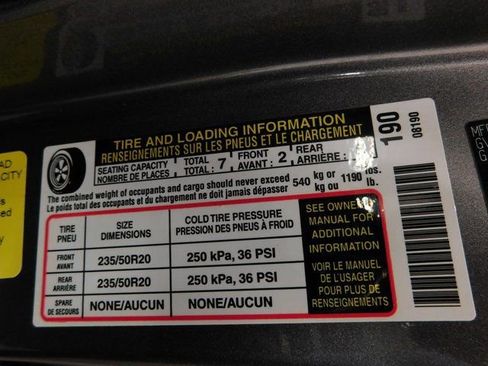 TIRE AND LOADING INFORMATION
RENSEIGNEMENTS SUR LES PNEUS ET LE CHARGEMENT
SEATING CAPACITY
NOMBRE DE PLACES
TOTAL
TOTAL : 7
FRONT
AVANT : 2
REAR
ARRIÈRE :
The combined weight of occupants and cargo should never exceed 540 kg or 1190 lbs.
Le poids total des occupants et du chargement ne doit jamais dépasser kg ou lb.
TIRE
PNEU
SIZE
DIMENSIONS
COLD TIRE PRESSURE
PRESSION DES PNEUS À FROID
FRONT
AVANT
235/50R20
250 kPa, 36 PSI
REAR
ARRIÈRE
235/50R20
250 kPa, 36 PSI
SPARE
DE SECOURS
NONE/AUCUN
NONE/AUCUN
SEE OWNER
MANUAL FOR
ADDITIONAL
INFORMATION
VOIR LE MANUEL
DE L'USAGER
POUR PLUS DE
RENSEIGNEMENTS
190
08190